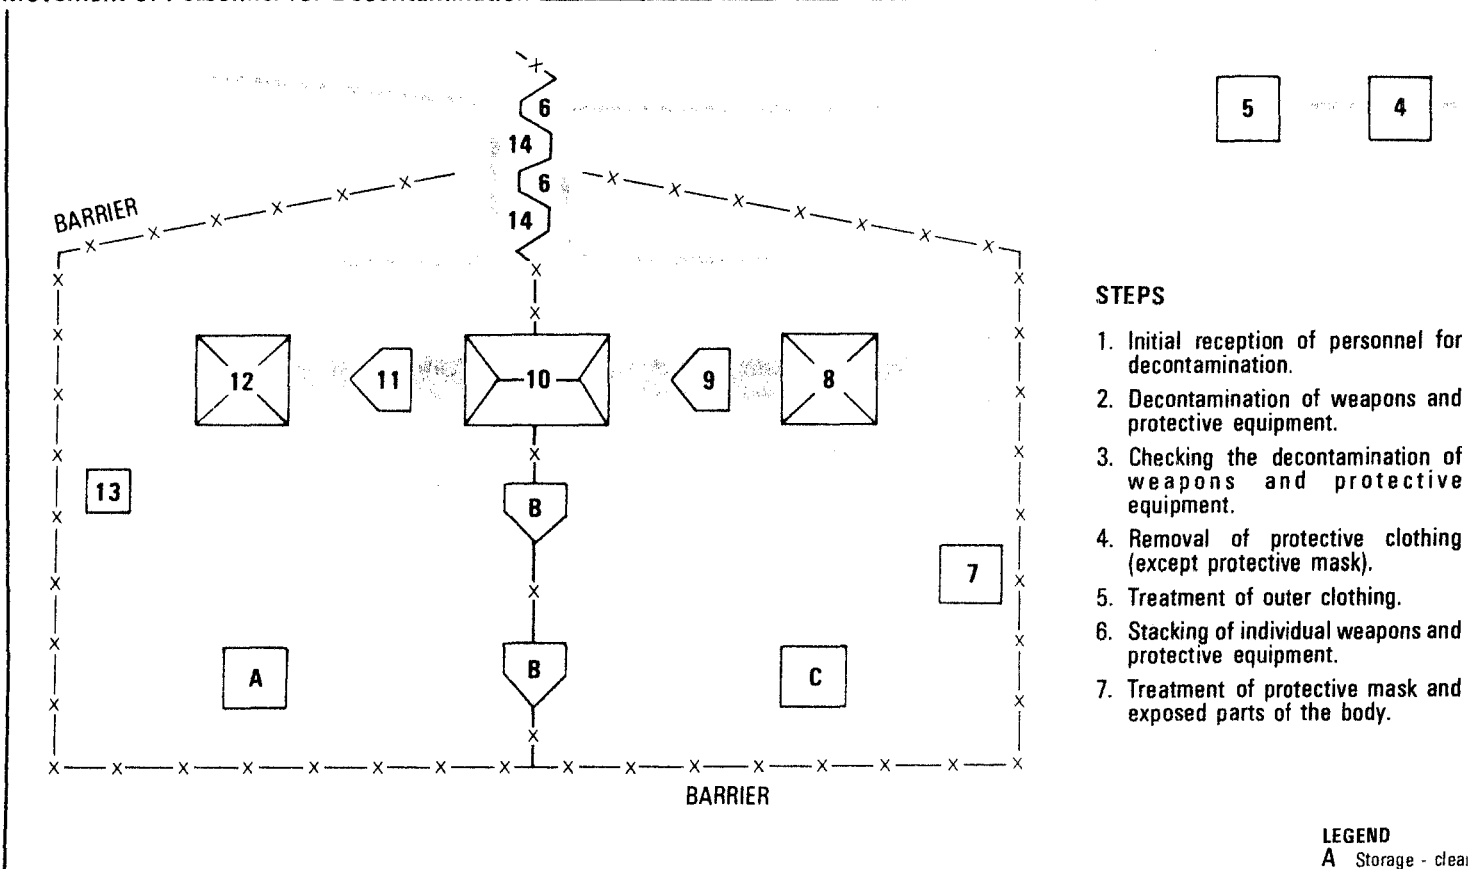 Movement of Personnel for Decontamination
6
14
6
14
5
4
BARRIER
12
11
10
9
8
13
B
7
A
B
C
BARRIER
STEPS
1. Initial reception of personnel for
decontamination.
2. Decontamination of weapons and
protective equipment.
3. Checking the decontamination of
weapons and protective
equipment.
4. Removal of protective clothing
(except protective mask).
5. Treatment of outer clothing.
6. Stacking of individual weapons and
protective equipment.
7. Treatment of protective mask and
exposed parts of the body.
LEGEND
A Storage - clean